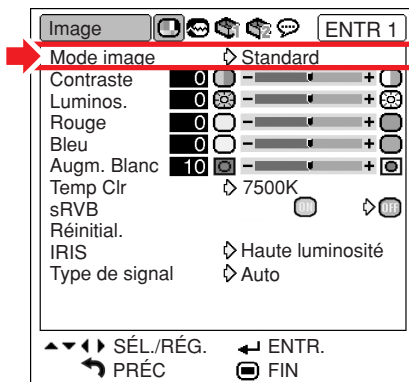 Image ENTR 1
Mode image Standard
Contraste 0 - +
Luminos. 0 - +
Rouge 0 - +
Bleu 0 - +
Augm. Blanc 10 - +
Temp Clr 7500K
sRVB Off
Réinitial.
IRIS Haute luminosité
Type de signal Auto
SÉL./RÉG. ENTR.
PRÉC FIN